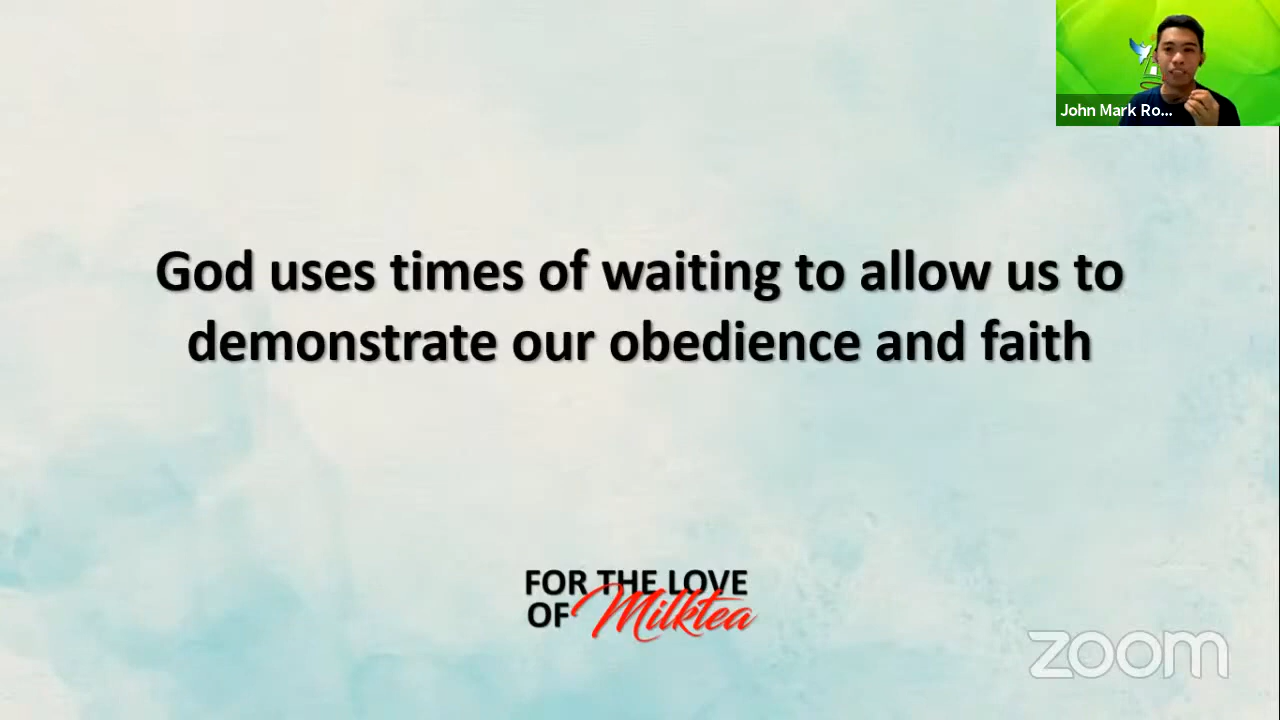 John Mark Ro...
God uses times of waiting to allow us to
demonstrate our obedience and faith
FOR THE LOVE
OF Milktea
zoom